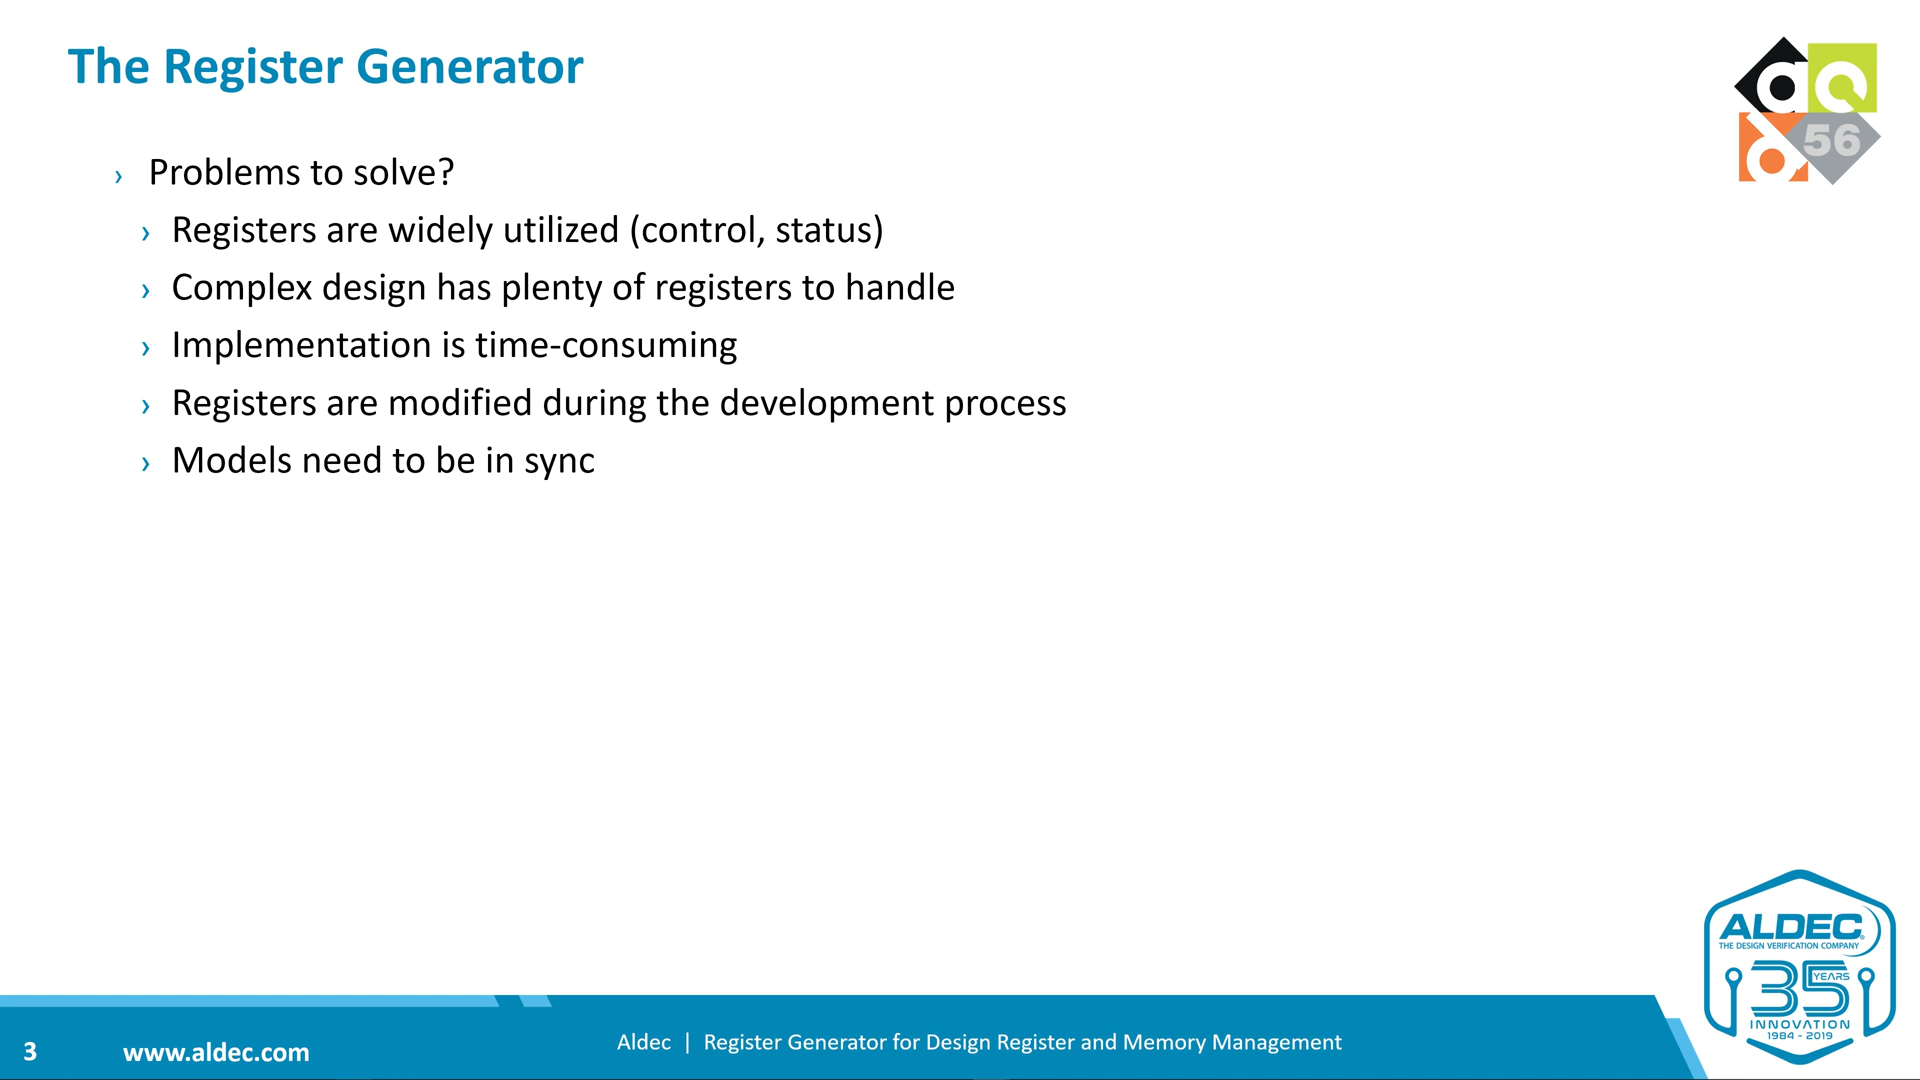 The Register Generator
56
› Problems to solve?
› Registers are widely utilized (control, status)
› Complex design has plenty of registers to handle
› Implementation is time-consuming
› Registers are modified during the development process
› Models need to be in sync
ALDEC®
THE DESIGN VERIFICATION COMPANY
35 YEARS
INNOVATION
1984 - 2019
3
www.aldec.com
Aldec | Register Generator for Design Register and Memory Management